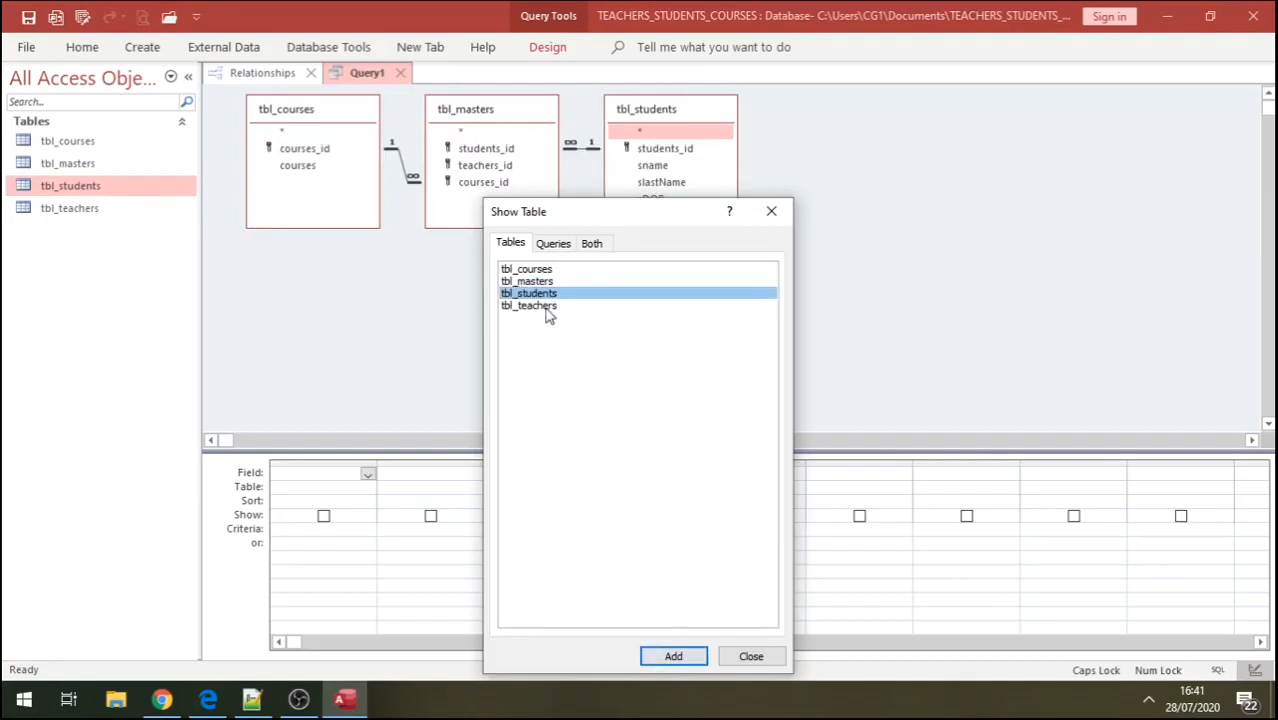 Query Tools
TEACHERS_STUDENTS_COURSES : Database- C:\Users\CG1\Documents\TEACHERS_STUDENTS_...
Sign in
File Home Create External Data Database Tools New Tab Help Design Tell me what you want to do
All Access Obje...
Search...
Tables
tbl_courses
tbl_masters
tbl_students
tbl_teachers
Relationships
Query1
tbl_courses
*
courses_id
courses
1
∞
tbl_masters
*
students_id
teachers_id
courses_id
∞
1
tbl_students
*
students_id
sname
slastName
Show Table
?
Tables Queries Both
tbl_courses
tbl_masters
tbl_students
tbl_teachers
Add Close
Field:
Table:
Sort:
Show:
Criteria:
or:
Ready
Caps Lock Num Lock SQL
16:41
28/07/2020
22